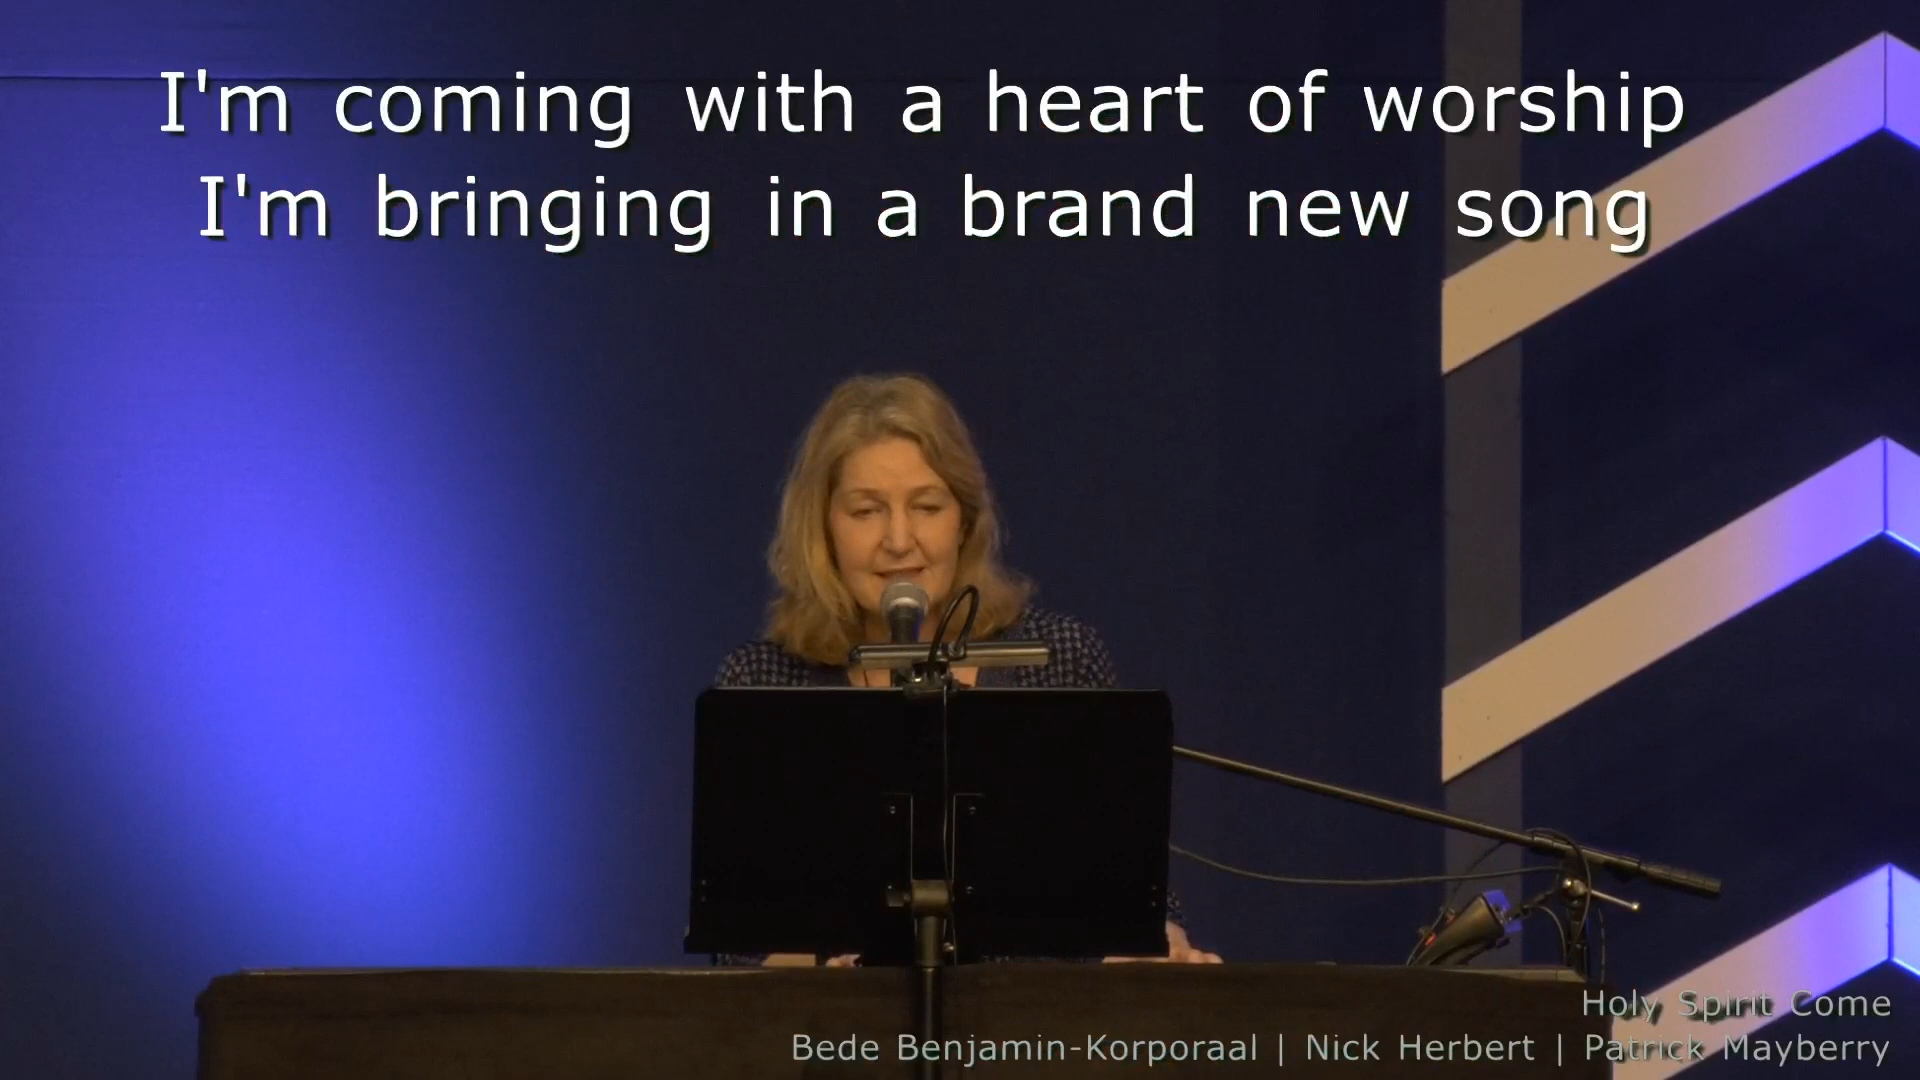 I'm coming with a heart of worship
I'm bringing in a brand new song
Holy Spirit Come
Bede Benjamin-Korporaal | Nick Herbert | Patrick Mayberry